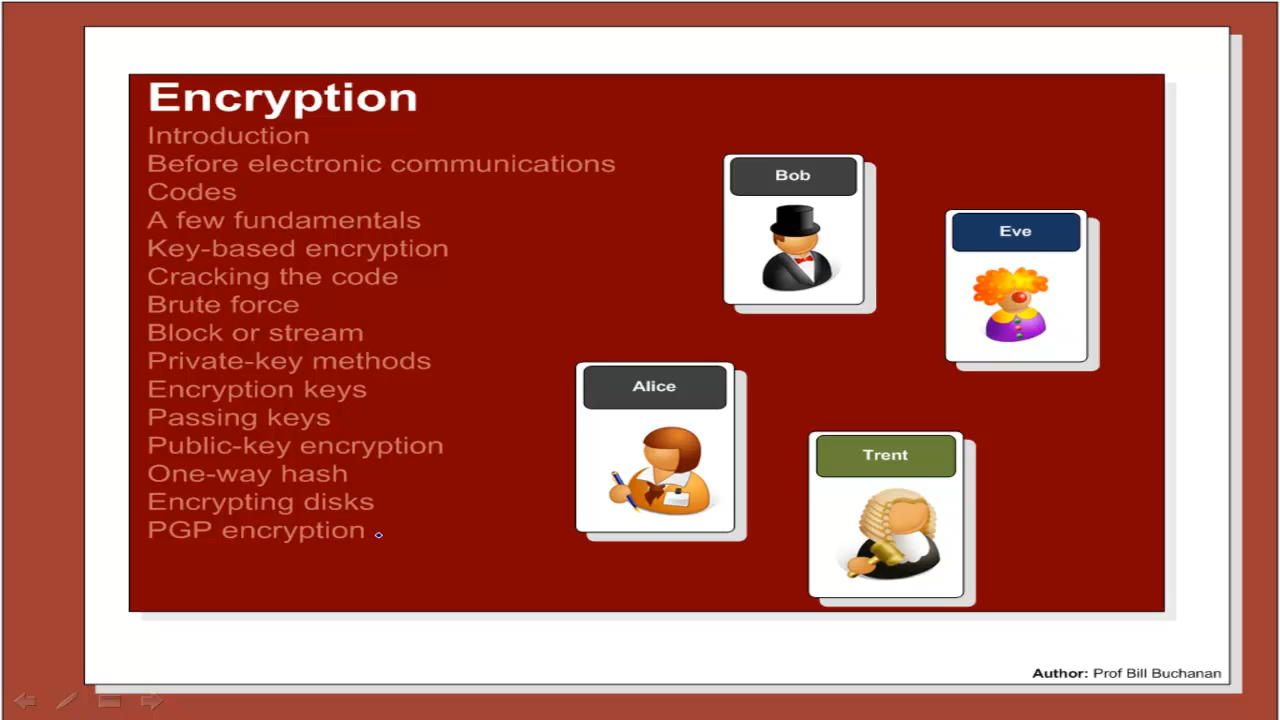 Encryption
Introduction
Before electronic communications
Codes
A few fundamentals
Key-based encryption
Cracking the code
Brute force
Block or stream
Private-key methods
Encryption keys
Passing keys
Public-key encryption
One-way hash
Encrypting disks
PGP encryption
Bob
Eve
Alice
Trent
Author: Prof Bill Buchanan